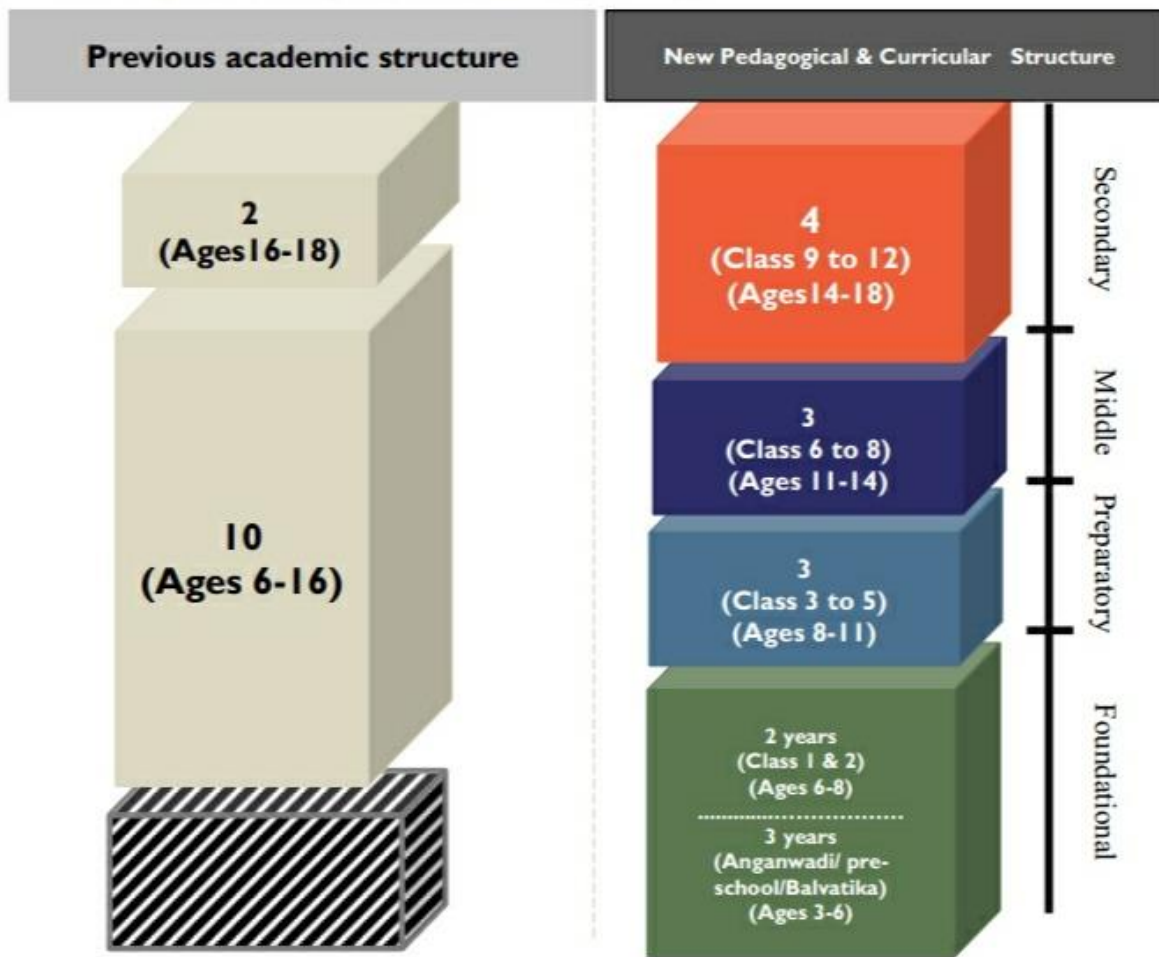 Previous academic structure
2
(Ages16-18)
10
(Ages 6-16)
New Pedagogical & Curricular Structure
4
(Class 9 to 12)
(Ages14-18)
3
(Class 6 to 8)
(Ages 11-14)
3
(Class 3 to 5)
(Ages 8-11)
2 years
(Class 1 & 2)
(Ages 6-8)
3 years
(Anganwadi/ pre-
school/Balvatika)
(Ages 3-6)
Secondary
Middle
Preparatory
Foundational